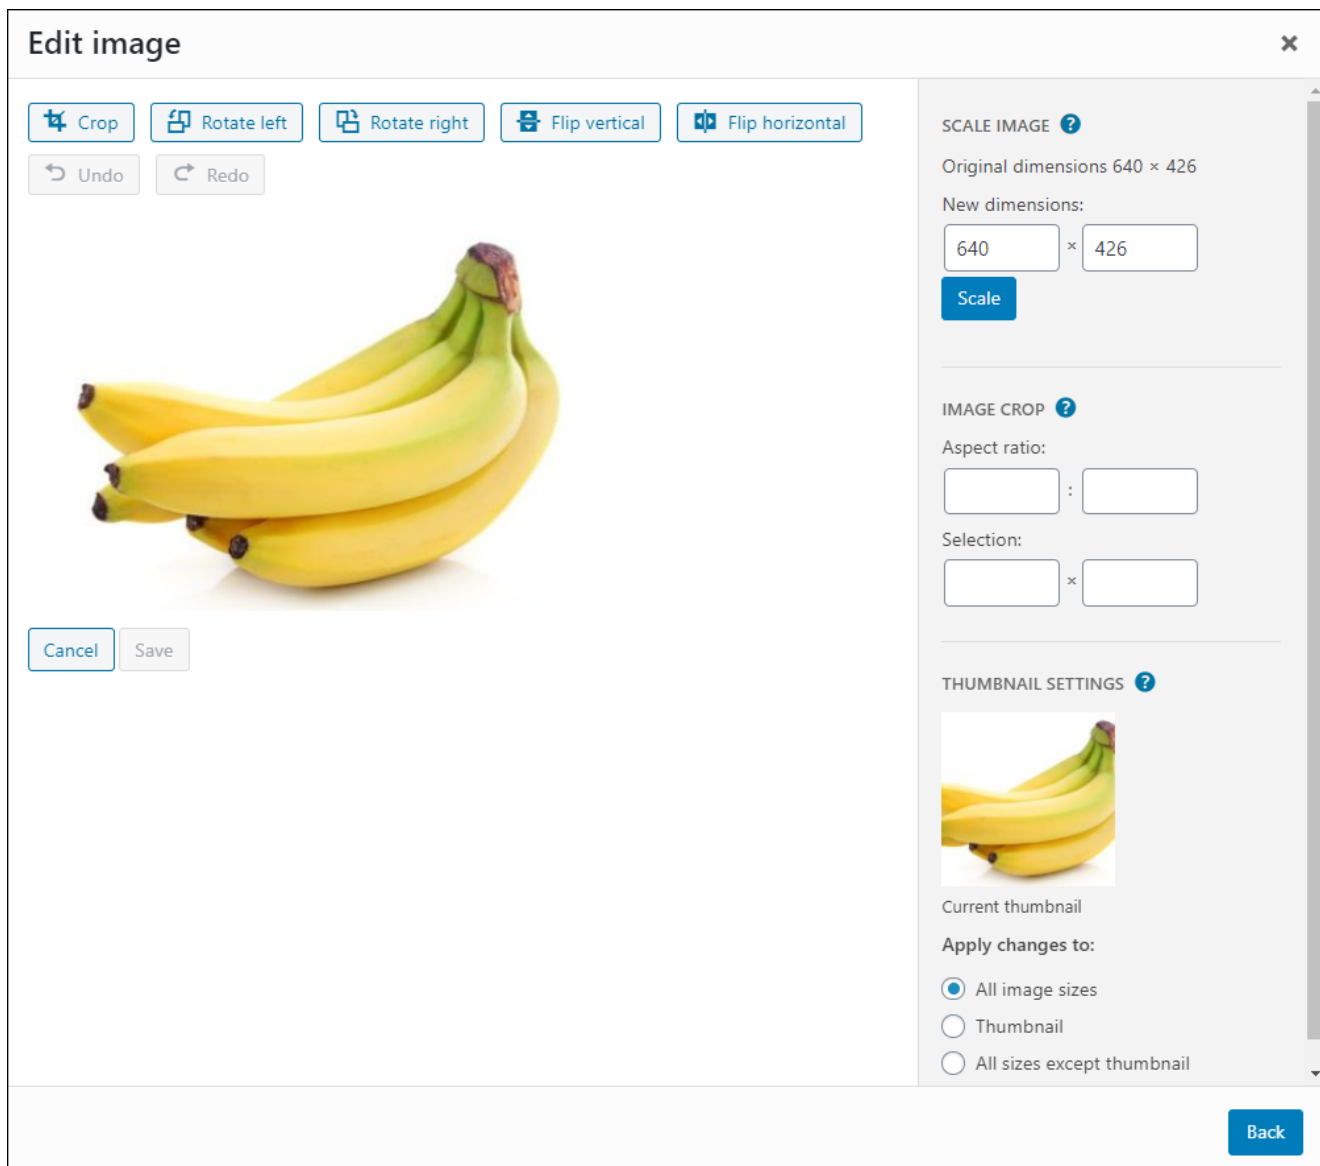 Edit image
Crop Rotate left Rotate right Flip vertical Flip horizontal
Undo Redo
Cancel Save
SCALE IMAGE ?
Original dimensions 640 × 426
New dimensions:
640 × 426
Scale
IMAGE CROP ?
Aspect ratio:
:
Selection:
×
THUMBNAIL SETTINGS ?
Current thumbnail
Apply changes to:
All image sizes
Thumbnail
All sizes except thumbnail
Back